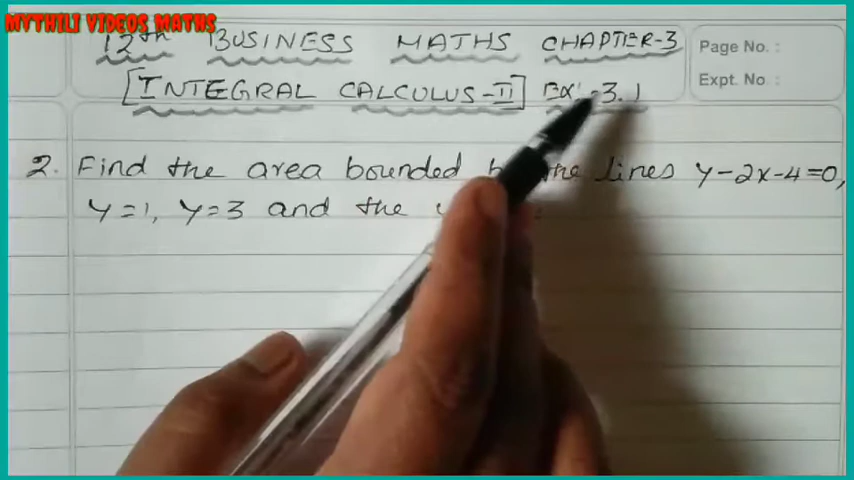 MYTHILI VIDEOS MATHS
12th BUSINESS MATHS CHAPTER-3
Page No. :
[INTEGRAL CALCULUS-II] Ex:-3.1
Expt. No :
2. Find the area bounded the lines y-2x-4=0,
y=1, y=3 and the